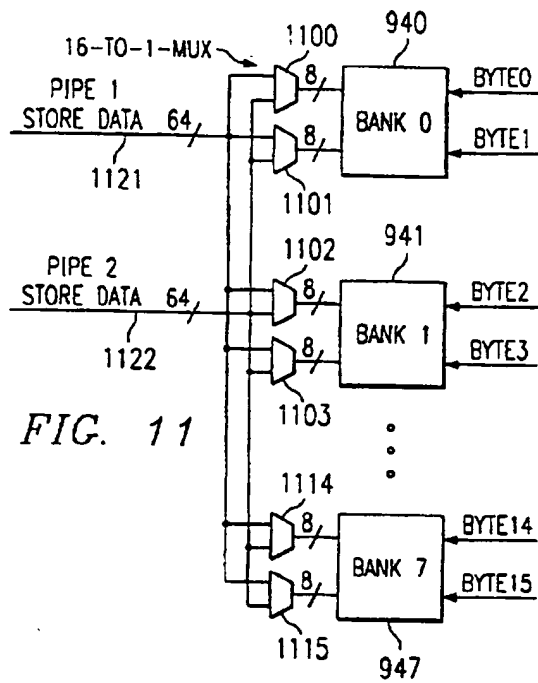 16-TO-1-MUX
1100
940
PIPE 1
STORE DATA 64
1121
8
8
1101
BANK 0
BYTE0
BYTE1
PIPE 2
STORE DATA 64
1122
1102
941
8
8
1103
BANK 1
BYTE2
BYTE3
FIG. 11
1114
8
8
1115
BANK 7
BYTE14
BYTE15
947